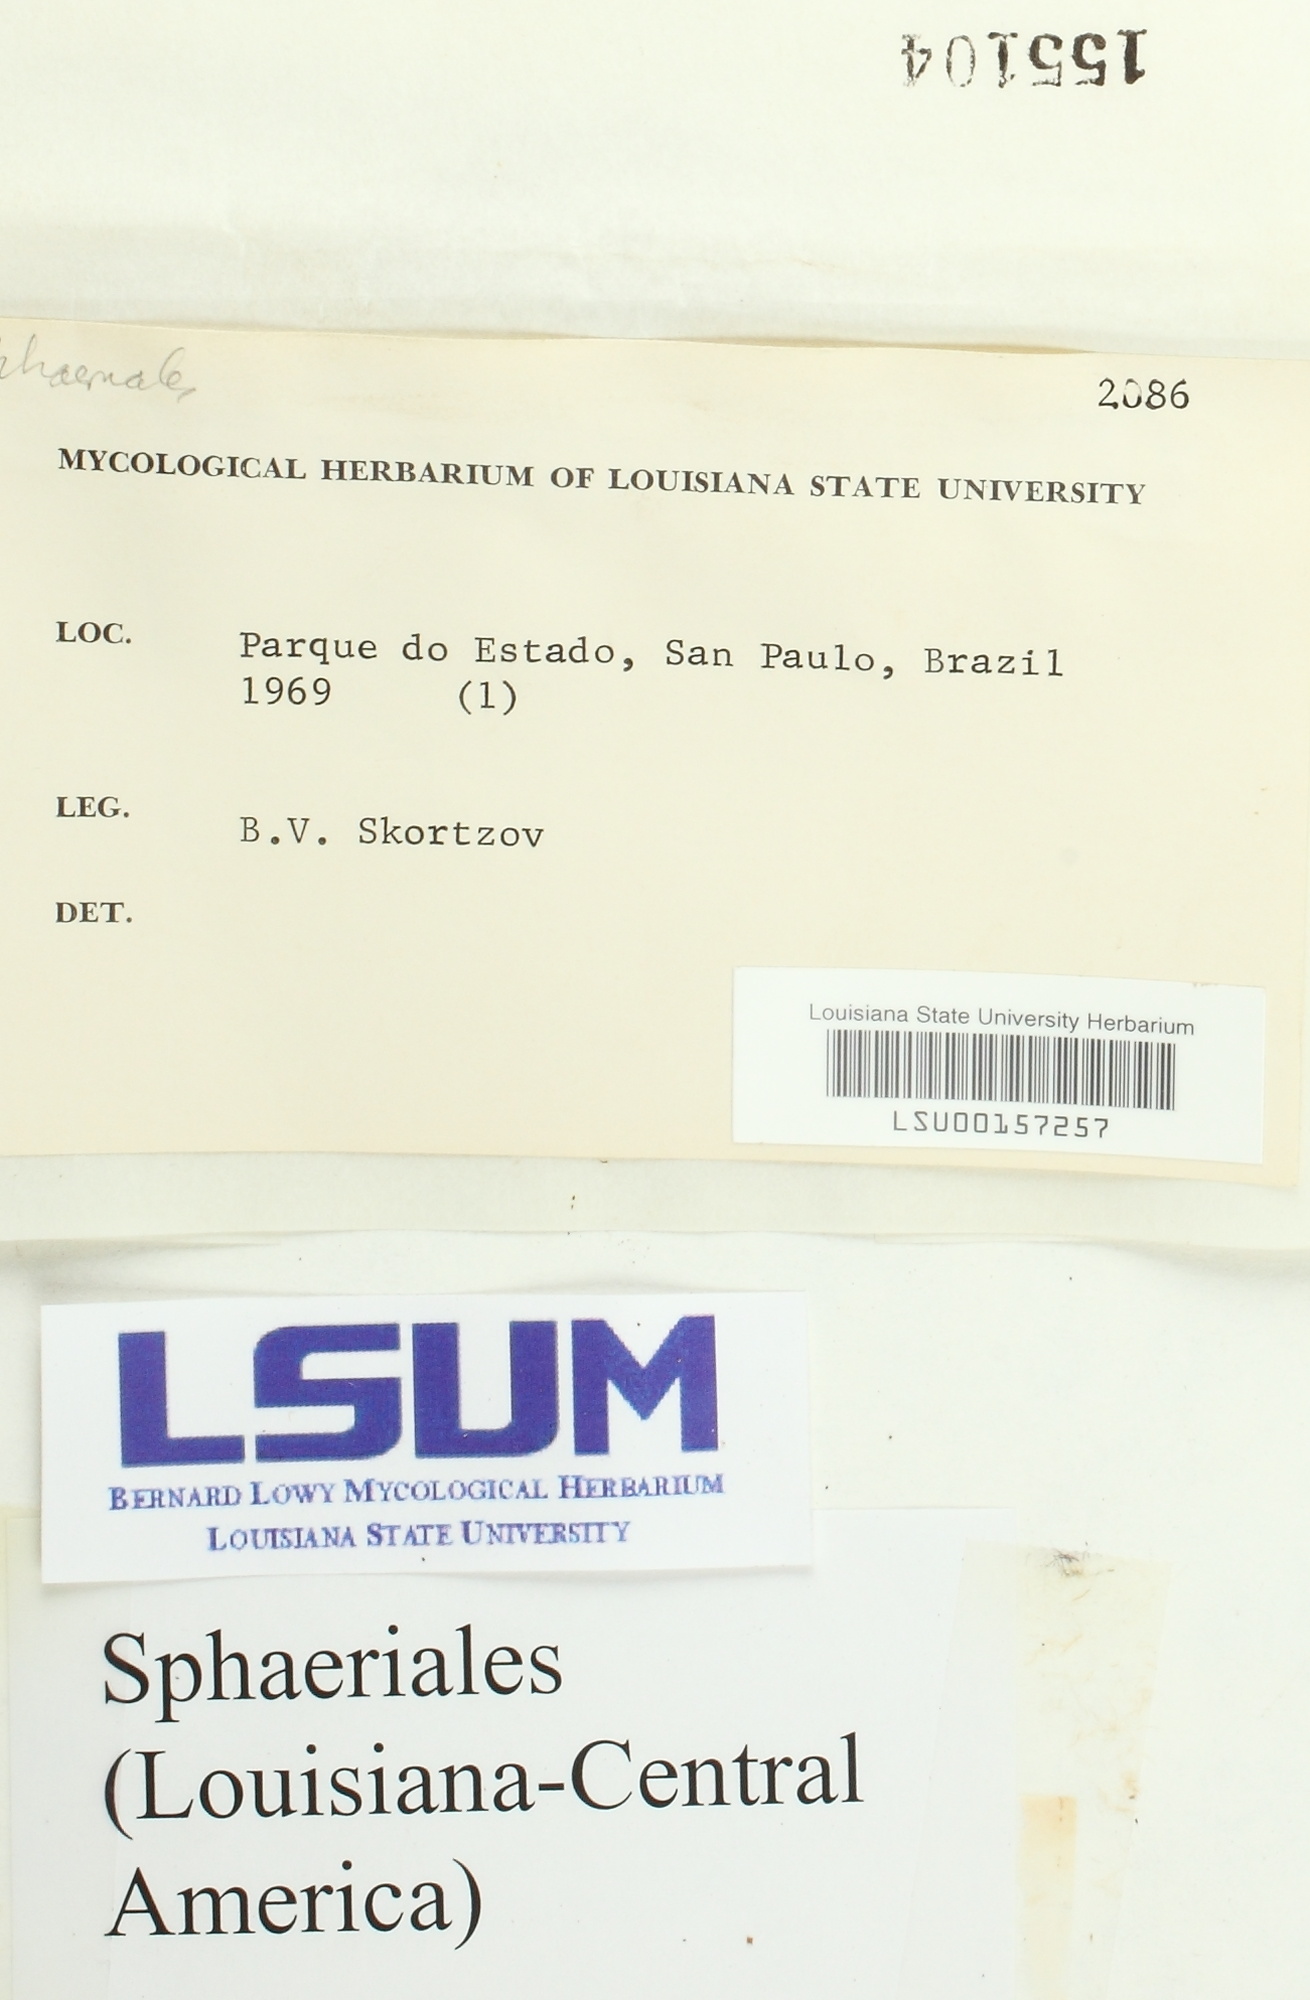 155104
Sphaeriales
2086
MYCOLOGICAL HERBARIUM OF LOUISIANA STATE UNIVERSITY
LOC. Parque do Estado, San Paulo, Brazil
1969 (1)
LEG. B.V. Skortzov
DET.
Louisiana State University Herbarium
LSU00157257
LSUM
BERNARD LOWY MYCOLOGICAL HERBARIUM
LOUISIANA STATE UNIVERSITY
Sphaeriales
(Louisiana-Central
America)